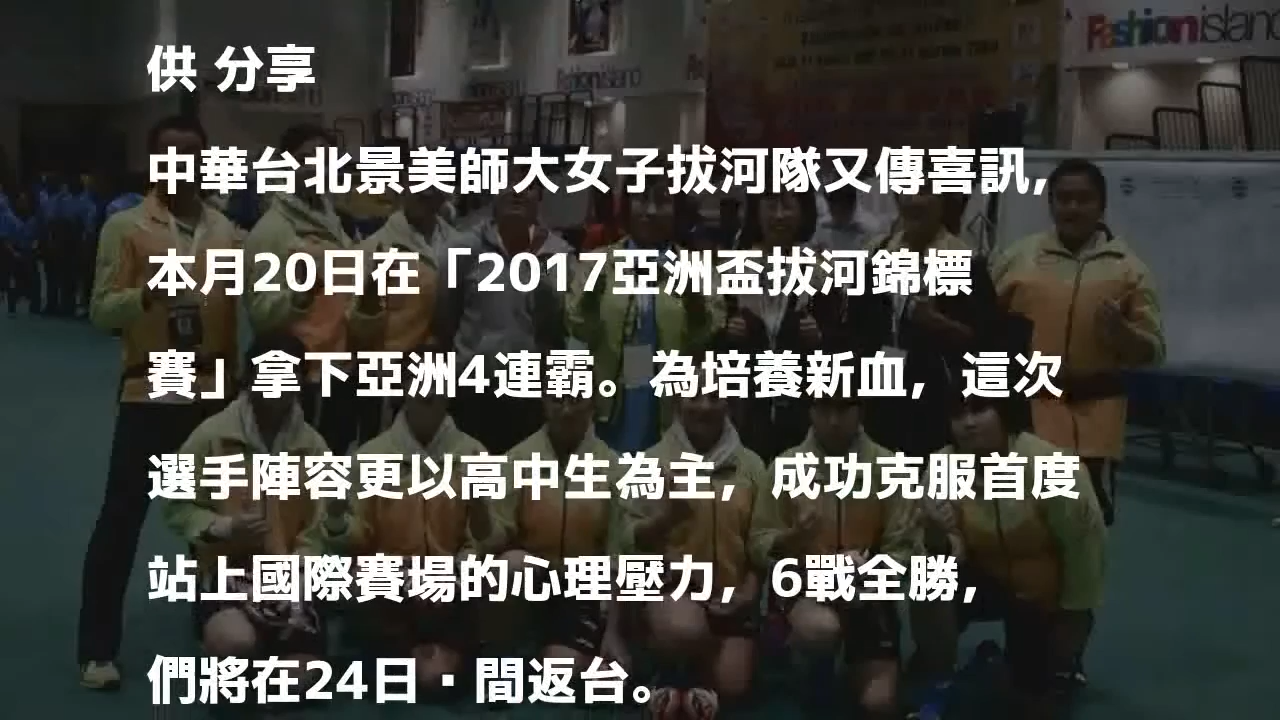 Fashion island
Fashion island
供 分享
中華台北景美師大女子拔河隊又傳喜訊，
本月20日在「2017亞洲盃拔河錦標
賽」拿下亞洲4連霸。為培養新血，這次
選手陣容更以高中生為主，成功克服首度
站上國際賽場的心理壓力，6戰全勝，
們將在24日·間返台。